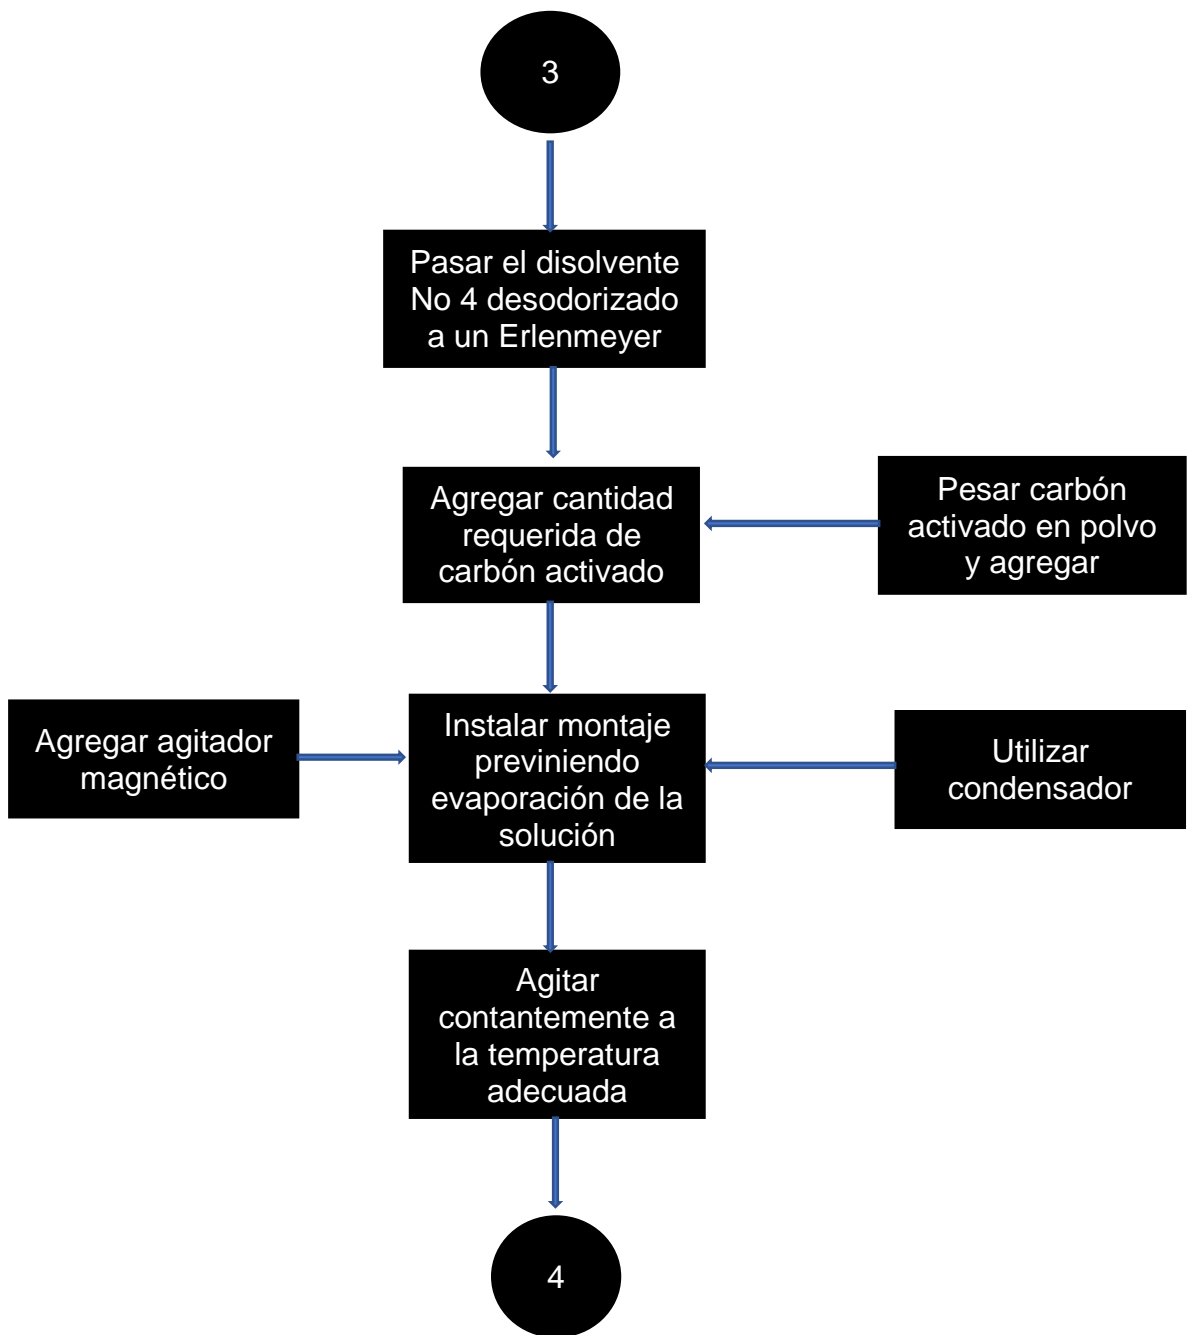 3
Pasar el disolvente
No 4 desodorizado
a un Erlenmeyer
Agregar cantidad
requerida de
carbón activado
Pesar carbón
activado en polvo
y agregar
Agregar agitador
magnético
Instalar montaje
previniendo
evaporación de la
solución
Utilizar
condensador
Agitar
contantemente a
la temperatura
adecuada
4